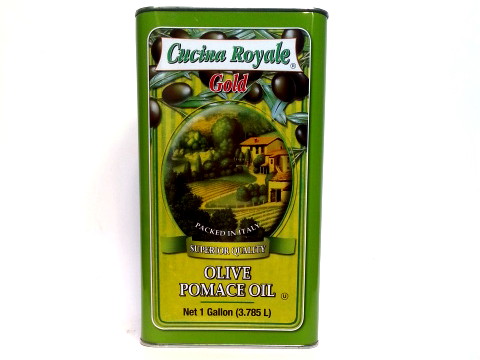 Cucina Royale®
Gold
PACKED IN ITALY
SUPERIOR QUALITY
OLIVE
POMACE OIL
Net 1 Gallon (3.785 L)